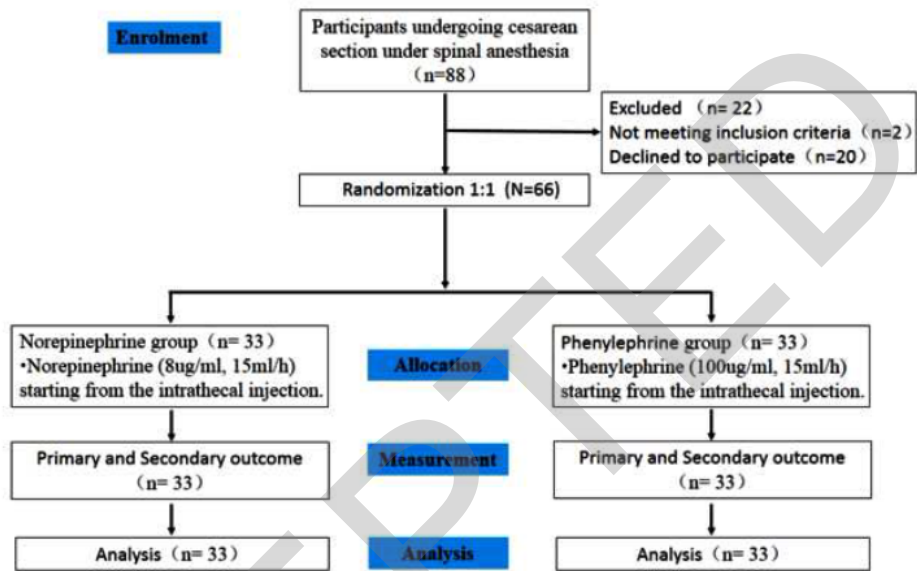 Enrolment
Participants undergoing cesarean
section under spinal anesthesia
（n=88）
Excluded （n= 22）
Not meeting inclusion criteria（n=2）
Declined to participate（n=20）
Randomization 1:1 (N=66)
Norepinephrine group（n= 33）
•Norepinephrine (8ug/ml, 15ml/h)
starting from the intrathecal injection.
Allocation
Phenylephrine group（n= 33）
•Phenylephrine (100ug/ml, 15ml/h)
starting from the intrathecal injection.
Primary and Secondary outcome
（n= 33）
Measurement
Primary and Secondary outcome
（n= 33）
Analysis（n= 33）
Analysis
Analysis（n= 33）
PTED